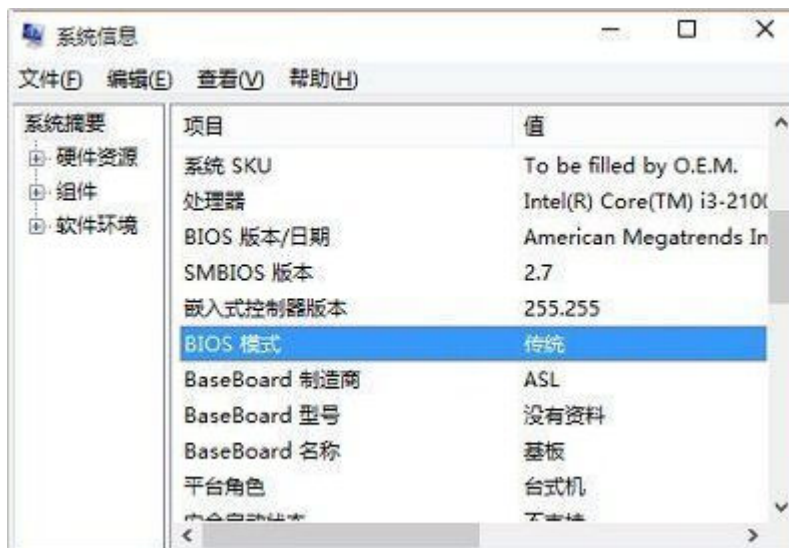 系统信息
文件(F) 编辑(E) 查看(V) 帮助(H)
系统摘要
硬件资源
组件
软件环境
项目 值
系统 SKU To be filled by O.E.M.
处理器 Intel(R) Core(TM) i3-2100
BIOS 版本/日期 American Megatrends In
SMBIOS 版本 2.7
嵌入式控制器版本 255.255
BIOS 模式 传统
BaseBoard 制造商 ASL
BaseBoard 型号 没有资料
BaseBoard 名称 基板
平台角色 台式机